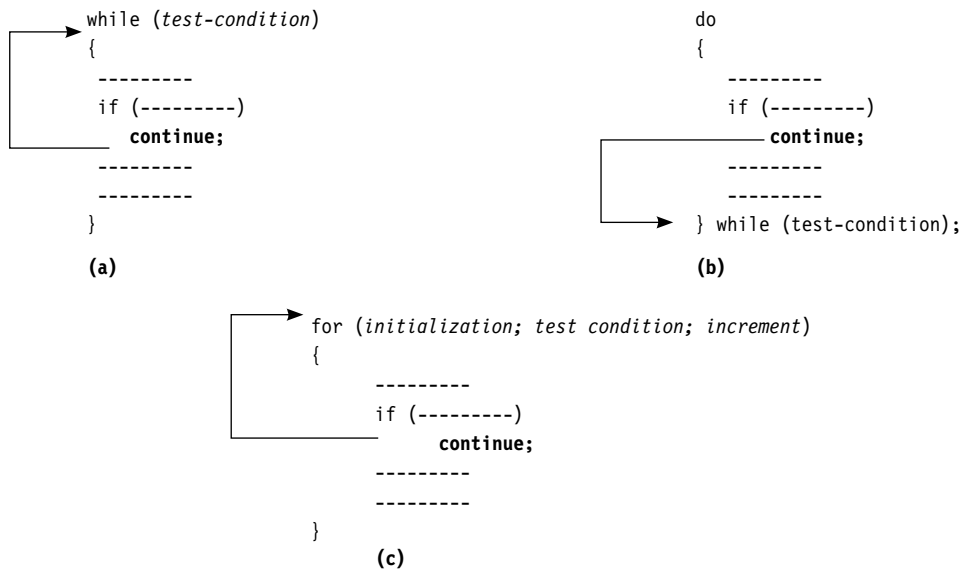 while (test-condition)
{
---------
if (---------)
continue;
---------
---------
}
(a)
do
{
---------
if (---------)
continue;
---------
---------
} while (test-condition);
(b)
for (initialization; test condition; increment)
{
---------
if (---------)
continue;
---------
---------
}
(c)